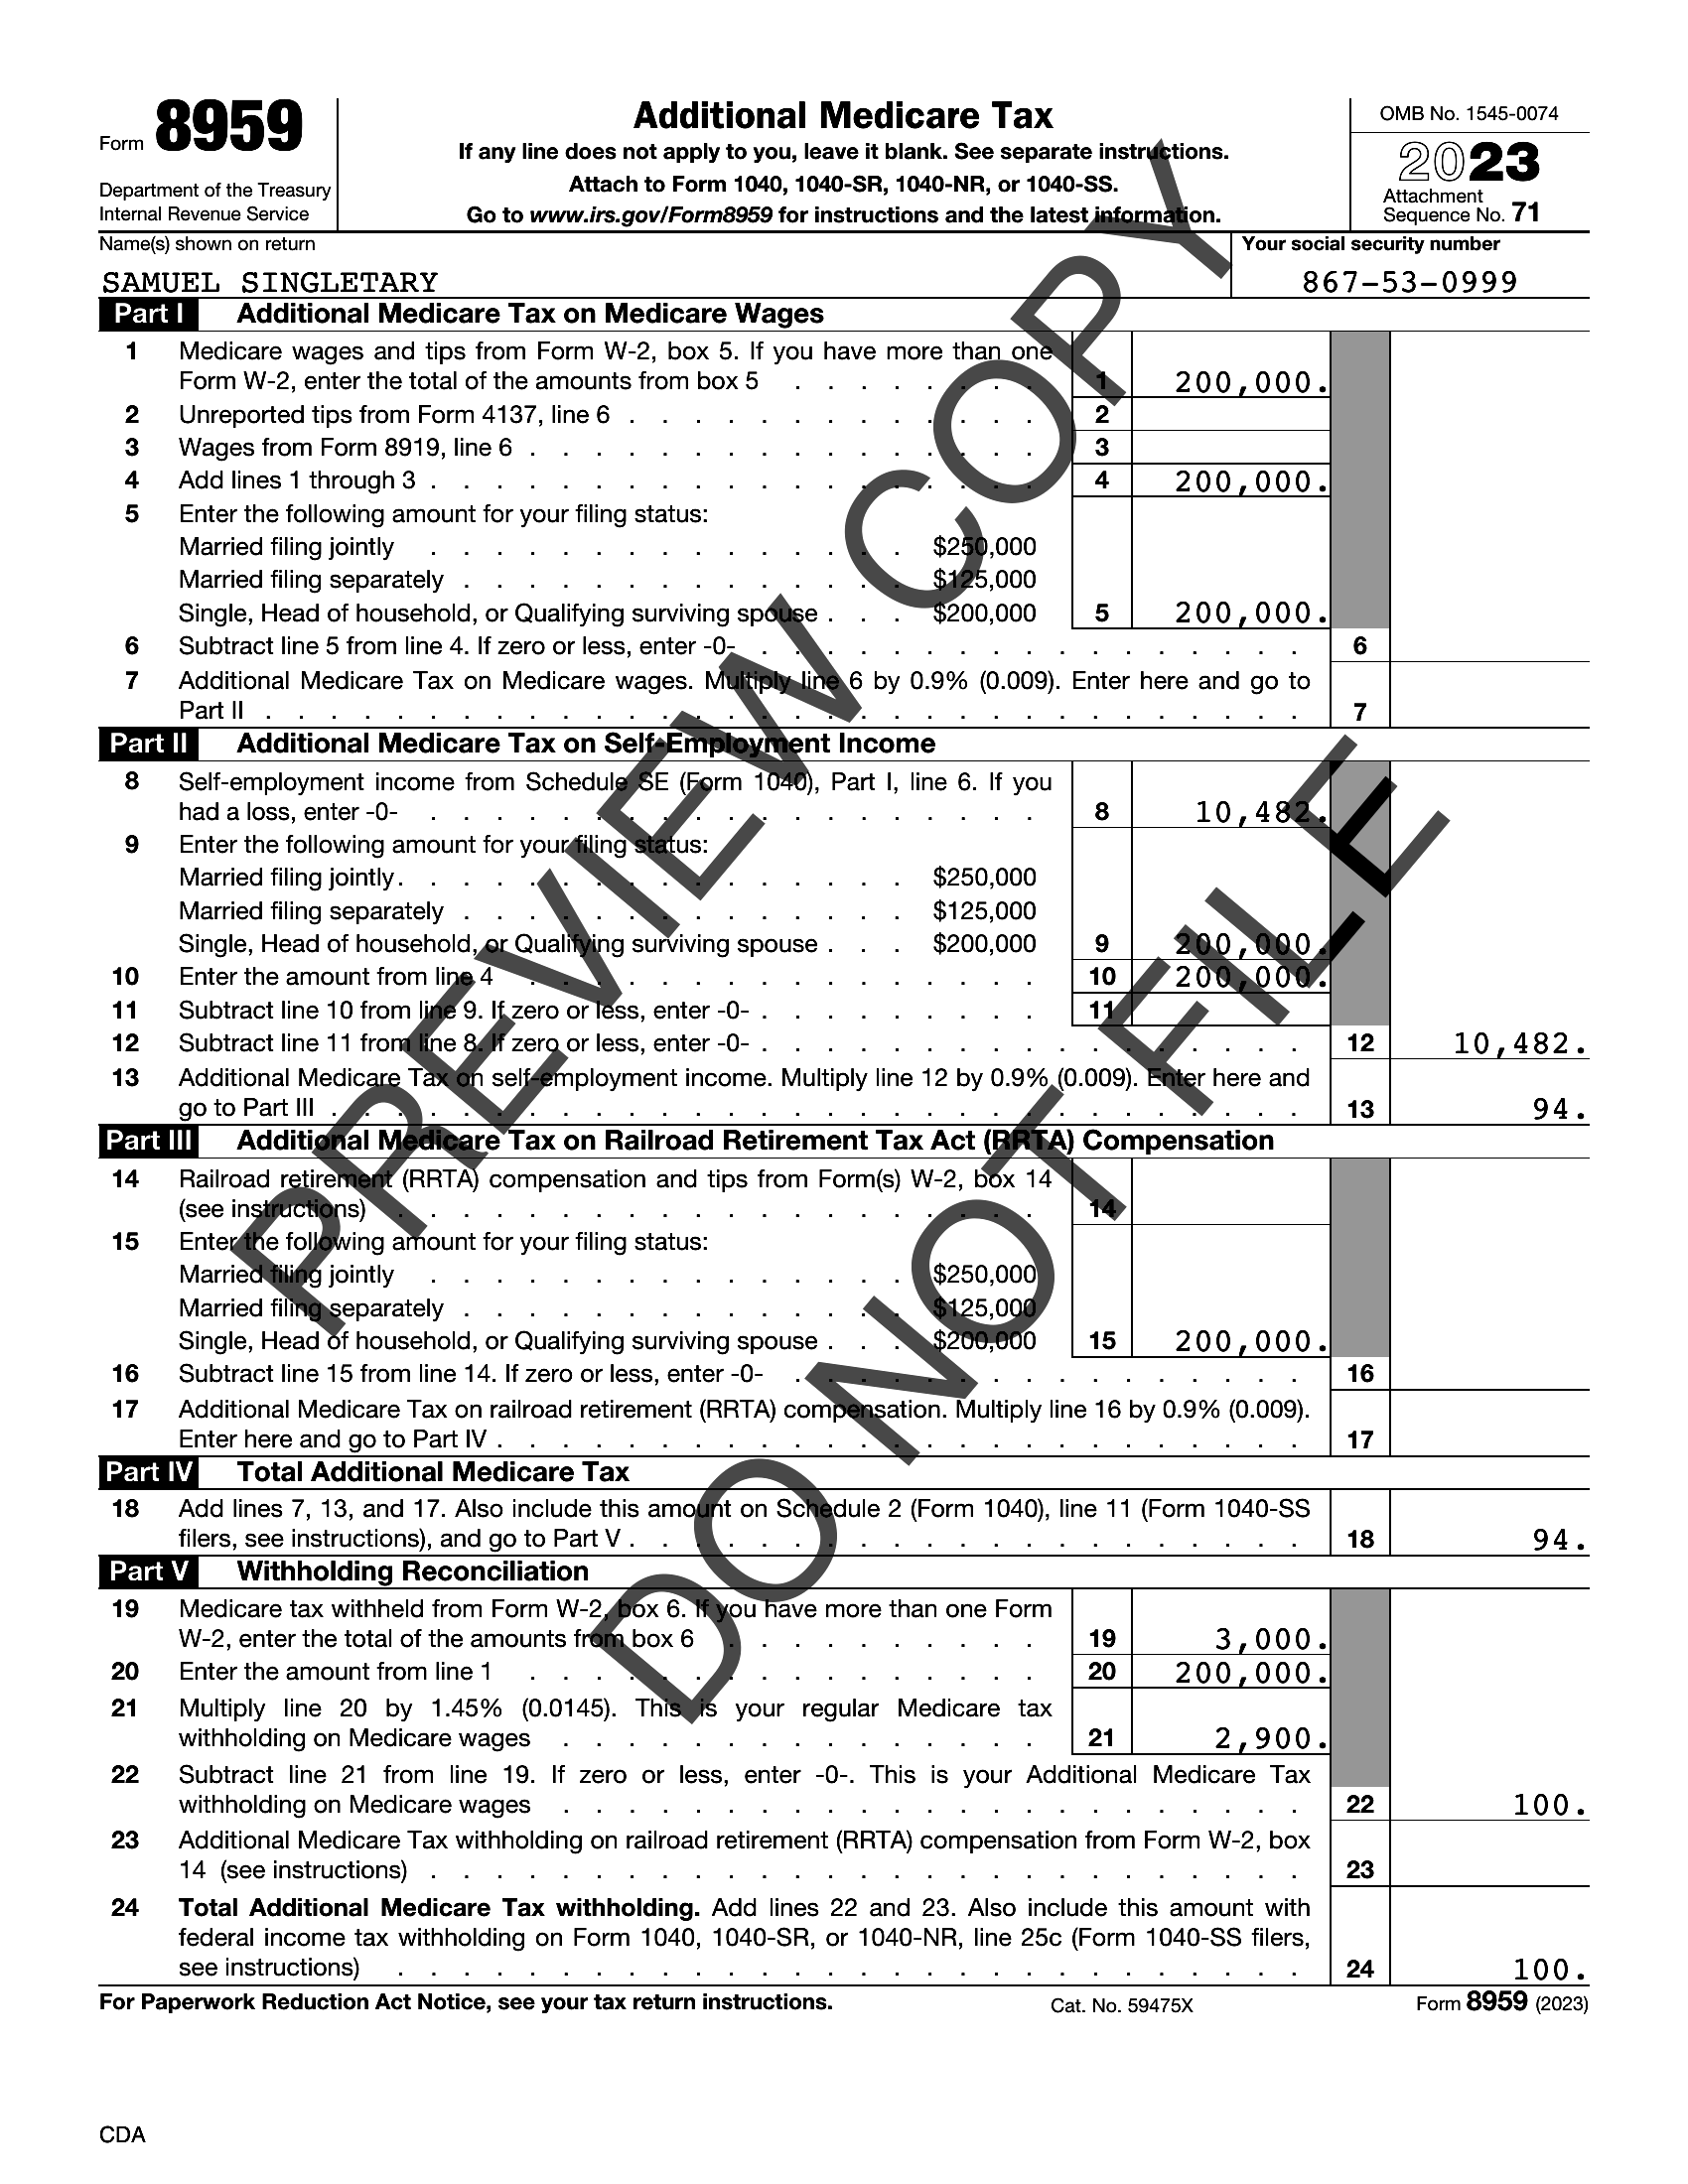 Form 8959
Department of the Treasury
Internal Revenue Service
Additional Medicare Tax
If any line does not apply to you, leave it blank. See separate instructions.
Attach to Form 1040, 1040-SR, 1040-NR, or 1040-SS.
Go to www.irs.gov/Form8959 for instructions and the latest information.
OMB No. 1545-0074
2023
Attachment
Sequence No. 71
Name(s) shown on return
Your social security number
SAMUEL SINGLETARY
867-53-0999
Part I Additional Medicare Tax on Medicare Wages
1 Medicare wages and tips from Form W-2, box 5. If you have more than one
Form W-2, enter the total of the amounts from box 5 . . . . . . . . 1 200,000.
2 Unreported tips from Form 4137, line 6 . . . . . . . . . . . . . 2
3 Wages from Form 8919, line 6 . . . . . . . . . . . . . . . . 3
4 Add lines 1 through 3 . . . . . . . . . . . . . . . . . . . 4 200,000.
5 Enter the following amount for your filing status:
Married filing jointly . . . . . . . . . . . . . . . $250,000
Married filing separately . . . . . . . . . . . . . . $125,000
Single, Head of household, or Qualifying surviving spouse . . . $200,000 5 200,000.
6 Subtract line 5 from line 4. If zero or less, enter -0- . . . . . . . . . . . . . . . . . 6
7 Additional Medicare Tax on Medicare wages. Multiply line 6 by 0.9% (0.009). Enter here and go to
Part II . . . . . . . . . . . . . . . . . . . . . . . . . . . . . . . . 7
Part II Additional Medicare Tax on Self-Employment Income
8 Self-employment income from Schedule SE (Form 1040), Part I, line 6. If you
had a loss, enter -0- . . . . . . . . . . . . . . . . . . . 8 10,482.
9 Enter the following amount for your filing status:
Married filing jointly . . . . . . . . . . . . . . . . $250,000
Married filing separately . . . . . . . . . . . . . . $125,000
Single, Head of household, or Qualifying surviving spouse . . . $200,000 9 200,000.
10 Enter the amount from line 4 . . . . . . . . . . . . . . . . 10 200,000.
11 Subtract line 10 from line 9. If zero or less, enter -0- . . . . . . . . . 11
12 Subtract line 11 from line 8. If zero or less, enter -0- . . . . . . . . . . . . . . . . . 12 10,482.
13 Additional Medicare Tax on self-employment income. Multiply line 12 by 0.9% (0.009). Enter here and
go to Part III . . . . . . . . . . . . . . . . . . . . . . . . . . . . . . 13 94.
Part III Additional Medicare Tax on Railroad Retirement Tax Act (RRTA) Compensation
14 Railroad retirement (RRTA) compensation and tips from Form(s) W-2, box 14
(see instructions) . . . . . . . . . . . . . . . . . . . . 14
15 Enter the following amount for your filing status:
Married filing jointly . . . . . . . . . . . . . . . $250,000
Married filing separately . . . . . . . . . . . . . . $125,000
Single, Head of household, or Qualifying surviving spouse . . . $200,000 15 200,000.
16 Subtract line 15 from line 14. If zero or less, enter -0- . . . . . . . . . . . . . . . . 16
17 Additional Medicare Tax on railroad retirement (RRTA) compensation. Multiply line 16 by 0.9% (0.009).
Enter here and go to Part IV . . . . . . . . . . . . . . . . . . . . . . . . . 17
Part IV Total Additional Medicare Tax
18 Add lines 7, 13, and 17. Also include this amount on Schedule 2 (Form 1040), line 11 (Form 1040-SS
filers, see instructions), and go to Part V . . . . . . . . . . . . . . . . . . . . . 18 94.
Part V Withholding Reconciliation
19 Medicare tax withheld from Form W-2, box 6. If you have more than one Form
W-2, enter the total of the amounts from box 6 . . . . . . . . . . 19 3,000.
20 Enter the amount from line 1 . . . . . . . . . . . . . . . . 20 200,000.
21 Multiply line 20 by 1.45% (0.0145). This is your regular Medicare tax
withholding on Medicare wages . . . . . . . . . . . . . . . 21 2,900.
22 Subtract line 21 from line 19. If zero or less, enter -0-. This is your Additional Medicare Tax
withholding on Medicare wages . . . . . . . . . . . . . . . . . . . . . . . 22 100.
23 Additional Medicare Tax withholding on railroad retirement (RRTA) compensation from Form W-2, box
14 (see instructions) . . . . . . . . . . . . . . . . . . . . . . . . . . . 23
24 Total Additional Medicare Tax withholding. Add lines 22 and 23. Also include this amount with
federal income tax withholding on Form 1040, 1040-SR, or 1040-NR, line 25c (Form 1040-SS filers,
see instructions) . . . . . . . . . . . . . . . . . . . . . . . . . . . . 24 100.
For Paperwork Reduction Act Notice, see your tax return instructions.
Cat. No. 59475X
Form 8959 (2023)
CDA
PREVIEW COPY
DO NOT FILE